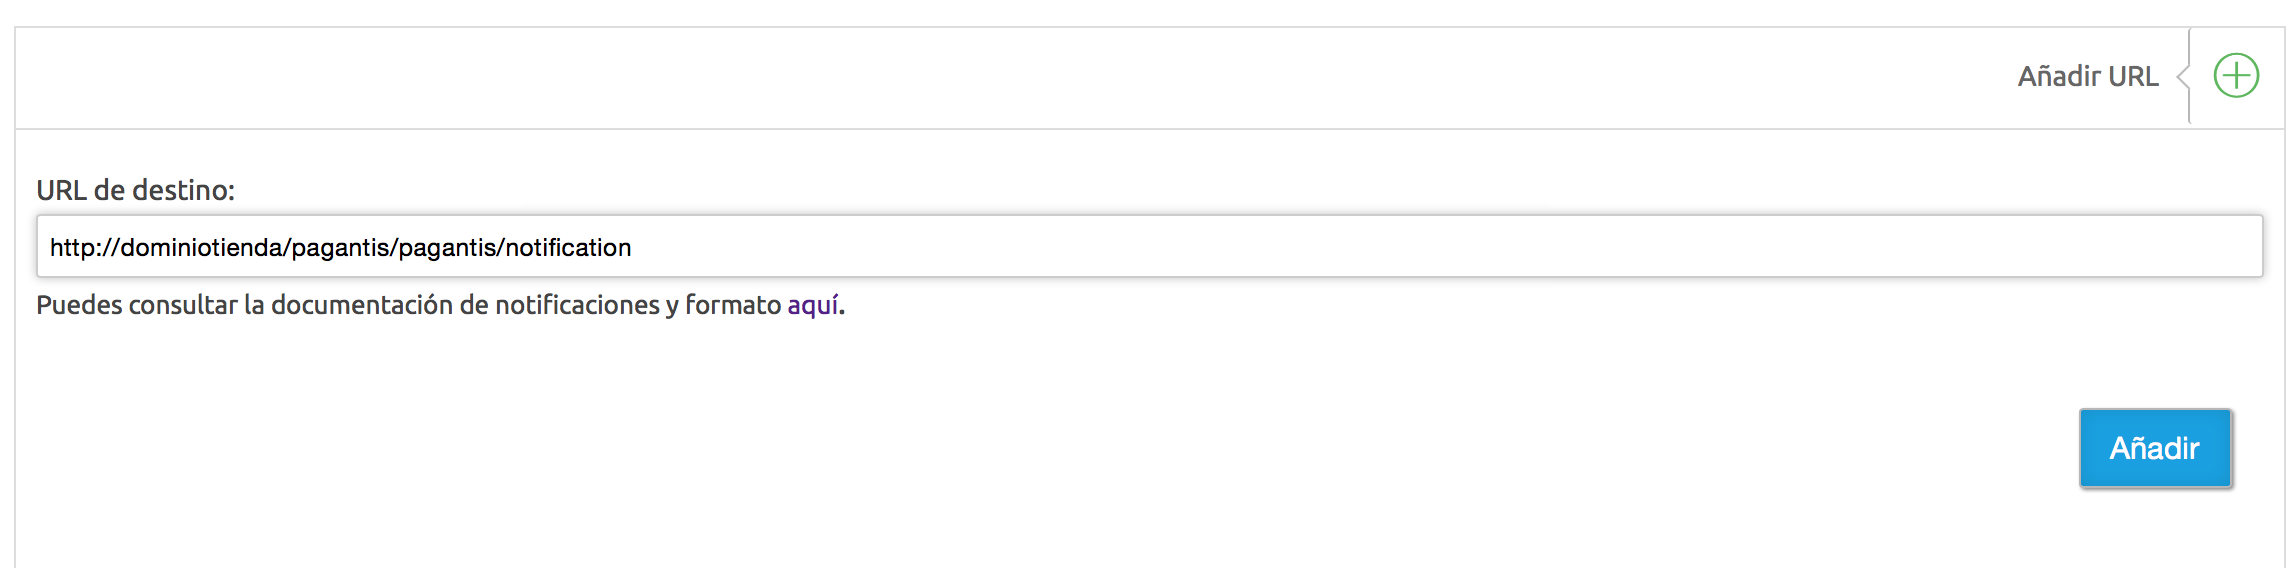 Añadir URL
URL de destino:
http://dominiotienda/pagantis/pagantis/notification
Puedes consultar la documentación de notificaciones y formato aquí.
Añadir